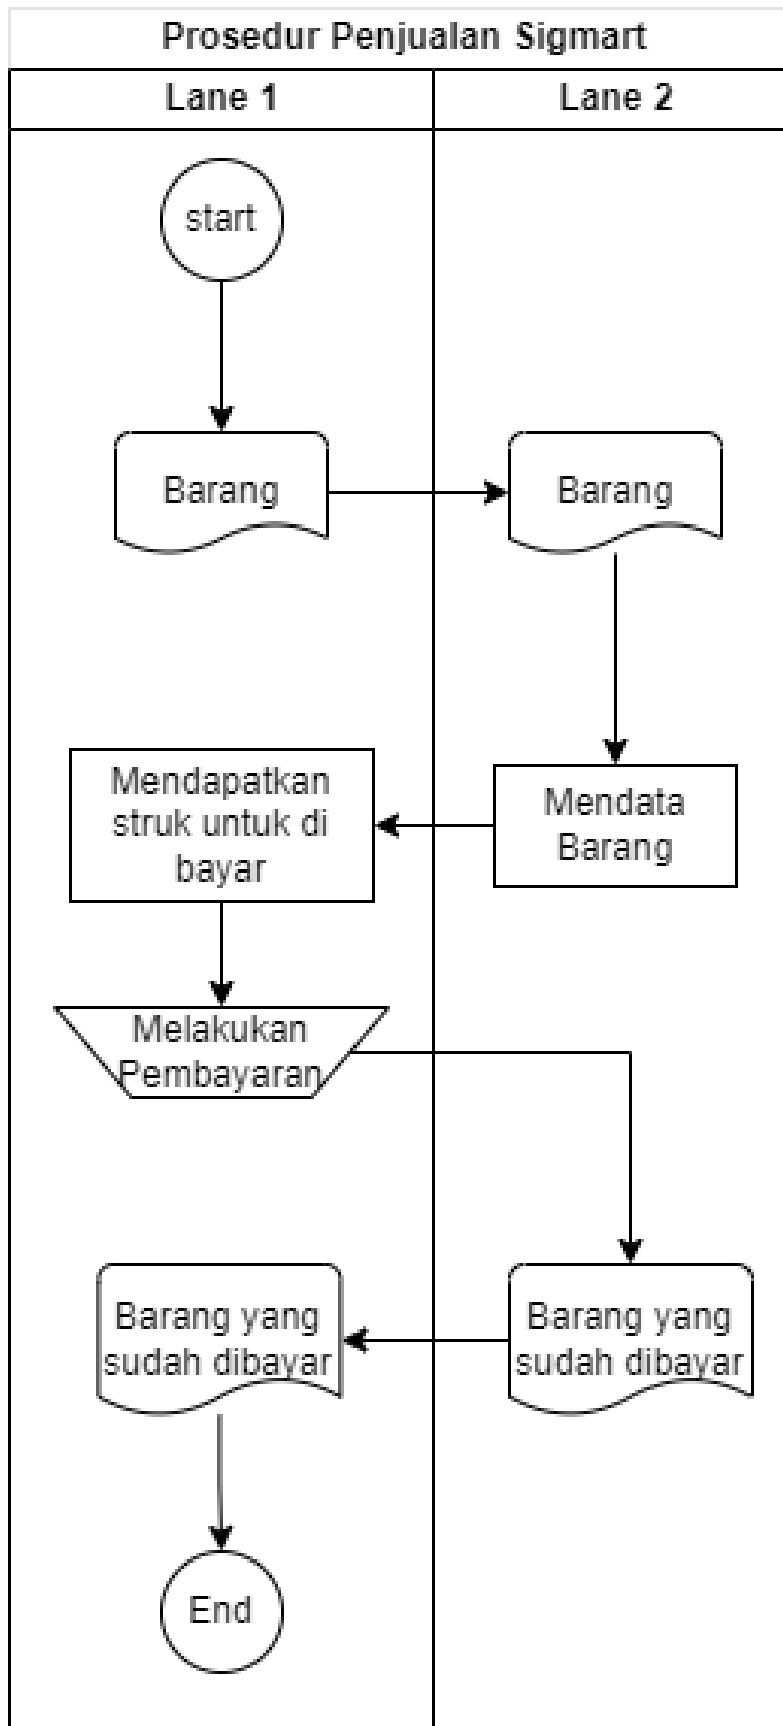 Prosedur Penjualan Sigmart
Lane 1
Lane 2
start
Barang
Barang
Mendapatkan
struk untuk di
bayar
Mendata
Barang
Melakukan
Pembayaran
Barang yang
sudah dibayar
Barang yang
sudah dibayar
End